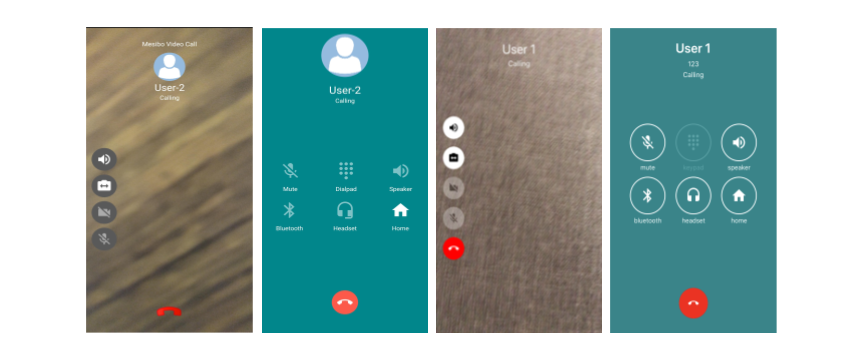 Mesibo Video Call
User-2
Calling
User-2
Calling
Mute
Dialpad
Speaker
Bluetooth
Headset
Home
User 1
Calling
User 1
123
Calling
mute
speaker
bluetooth
headset
home